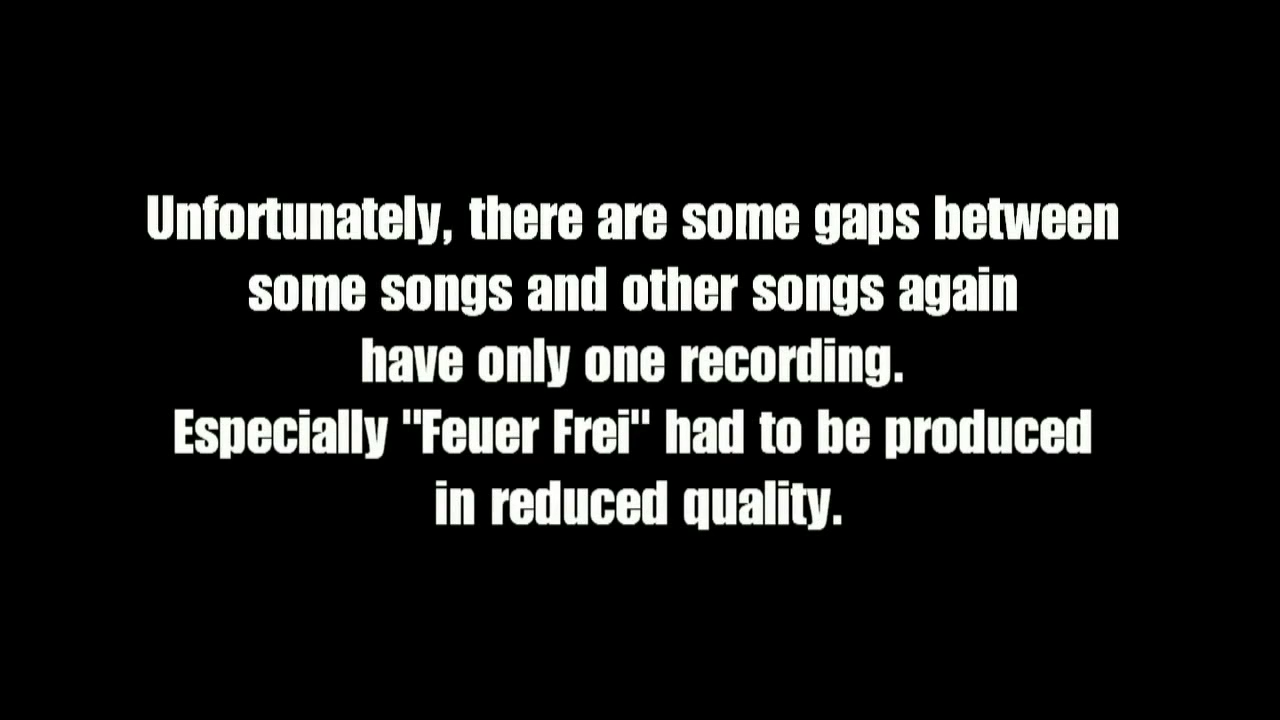 Unfortunately, there are some gaps between
some songs and other songs again
have only one recording.
Especially "Feuer Frei" had to be produced
in reduced quality.